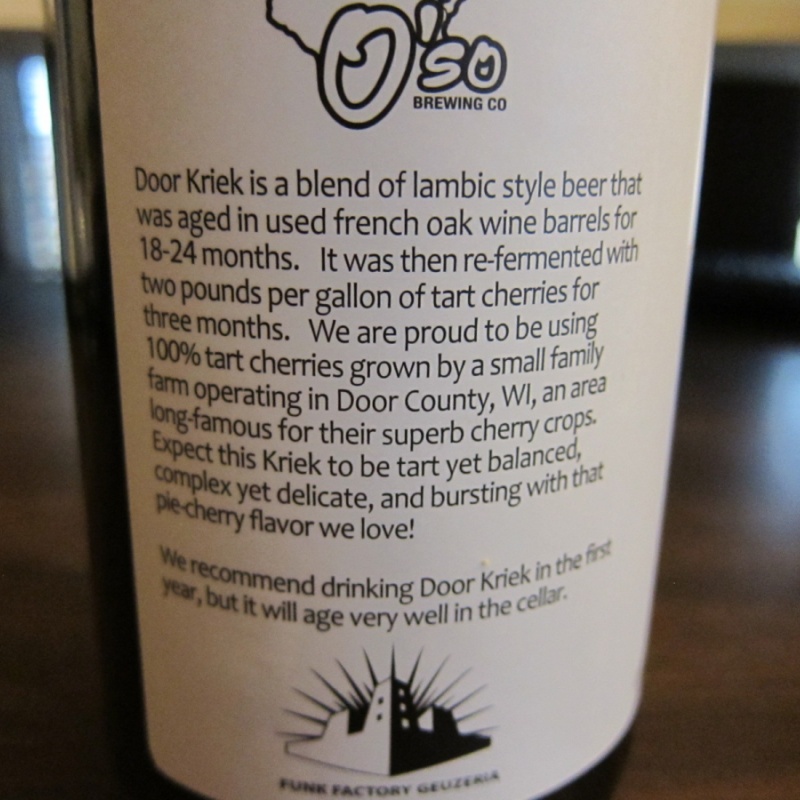 O'so
BREWING CO
Door Kriek is a blend of lambic style beer that
was aged in used french oak wine barrels for
18-24 months. It was then re-fermented with
two pounds per gallon of tart cherries for
three months. We are proud to be using
100% tart cherries grown by a small family
farm operating in Door County, WI, an area
long-famous for their superb cherry crops.
Expect this Kriek to be tart yet balanced,
complex yet delicate, and bursting with that
pie-cherry flavor we love!
We recommend drinking Door Kriek in the first
year, but it will age very well in the cellar.
FUNK FACTORY GEUZERIA